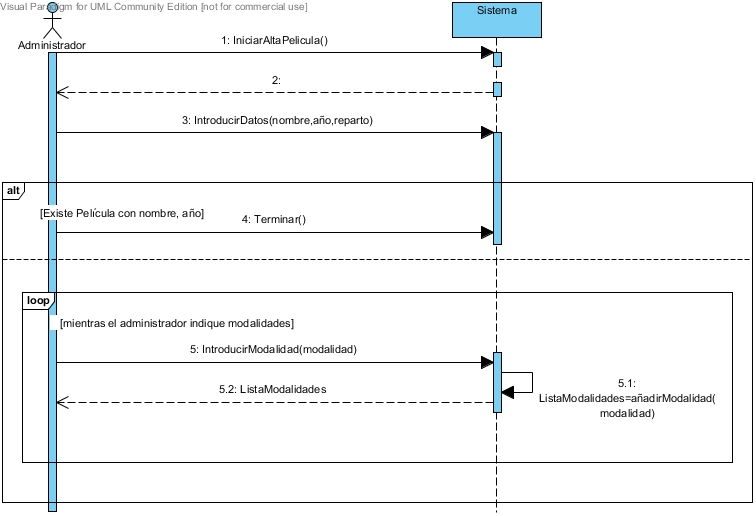 Visual Paradigm for UML Community Edition [not for commercial use]
Sistema
Administrador
1: IniciarAltaPelicula()
2:
3: IntroducirDatos(nombre,año,reparto)
alt
[Existe Película con nombre, año]
4: Terminar()
loop
[mientras el administrador indique modalidades]
5: IntroducirModalidad(modalidad)
5.1:
ListaModalidades=añadirModalidad(
modalidad)
5.2: ListaModalidades